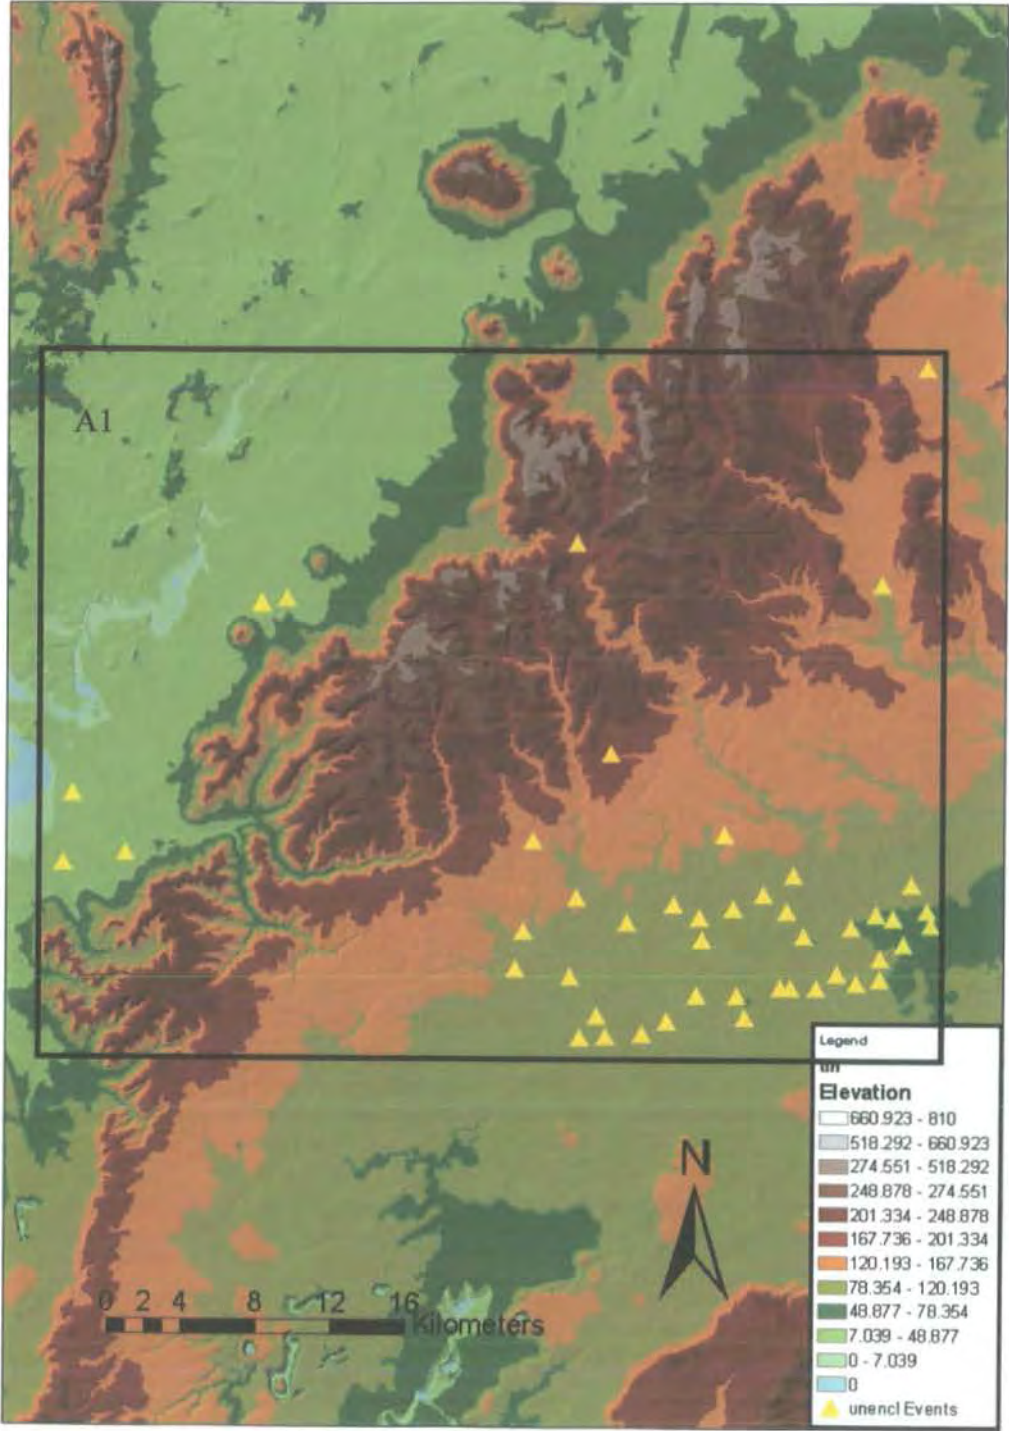 A1
N
0 2 4 8 12 16
Kilometers
Legend
Elevation
660.923 - 810
518.292 - 660.923
274.551 - 518.292
248.878 - 274.551
201.334 - 248.878
167.736 - 201.334
120.193 - 167.736
78.354 - 120.193
48.877 - 78.354
7.039 - 48.877
0 - 7.039
0
unencl Events